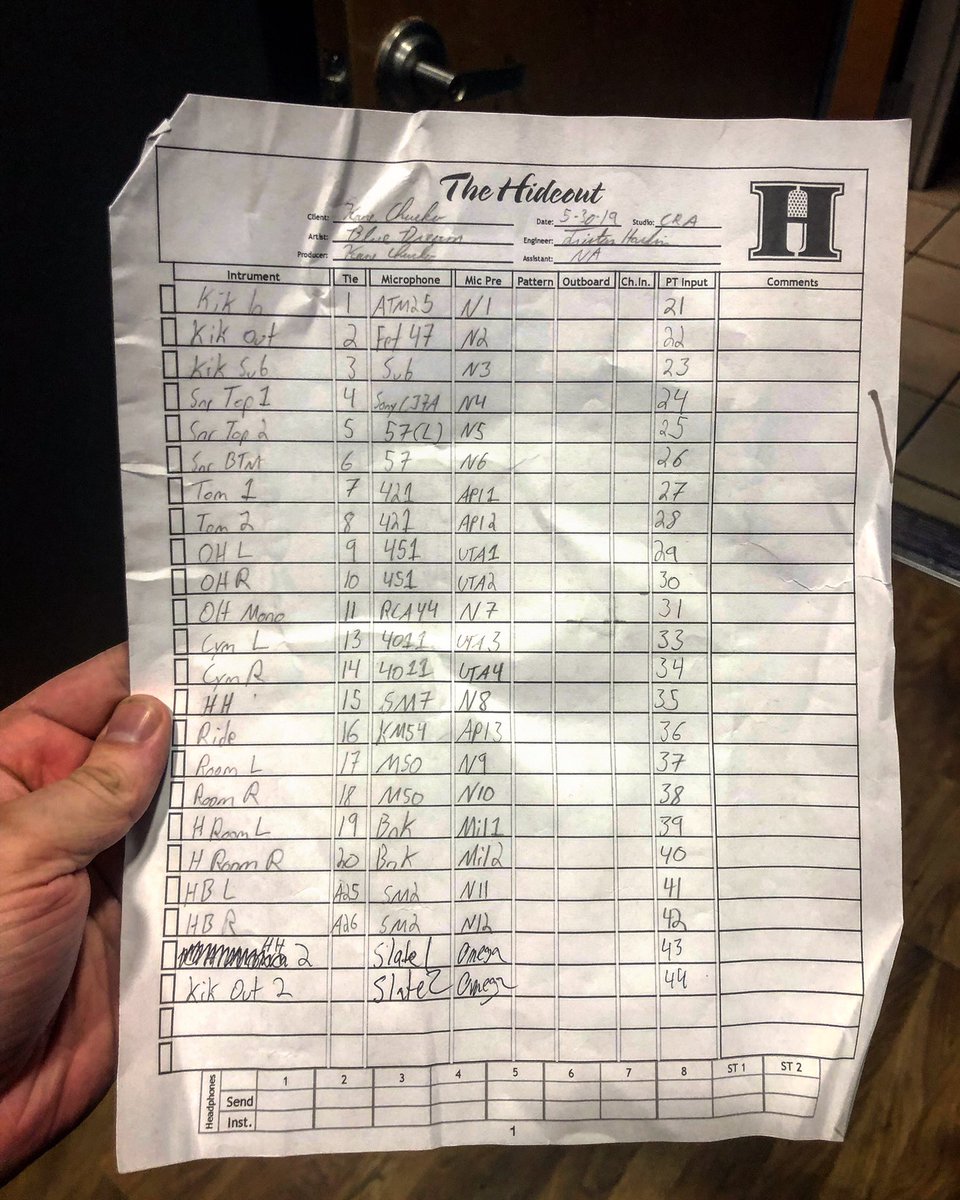 The Hideout
H
Client: Kane Churko Date: 5-30-19 Studio: CRA
Artist: Blue Dream Engineer: Tristan Hardin
Producer: Kane Churko Assistant: NA
Intrument Tie Microphone Mic Pre Pattern Outboard Ch.In. PT Input Comments
Kik In 1 ATM25 N1 21
Kik Out 2 Fet 47 N2 22
Kik Sub 3 Sub N3 23
Snr Top 1 4 Sony C37A N4 24
Snr Top 2 5 57(L) N5 25
Snr BTM 6 57 N6 26
Tom 1 7 421 API1 27
Tom 2 8 421 API2 28
OH L 9 451 UTA1 29
OH R 10 451 UTA2 30
OH Mono 11 RCA44 N7 31
Cym L 13 4011 UTA3 33
Cym R 14 4011 UTA4 34
HH 15 SM7 N8 35
Ride 16 KM54 API3 36
Room L 17 M50 N9 37
Room R 18 M50 N10 38
H Room L 19 BnK Mil1 39
H Room R 20 BnK Mil2 40
HB L A25 SM2 N11 41
HB R A26 SM2 N12 42
2 Slate 1 Omega 43
Kik Out 2 Slate 2 Omega 44
Headphones 1 2 3 4 5 6 7 8 ST 1 ST 2
Send
Inst.
1